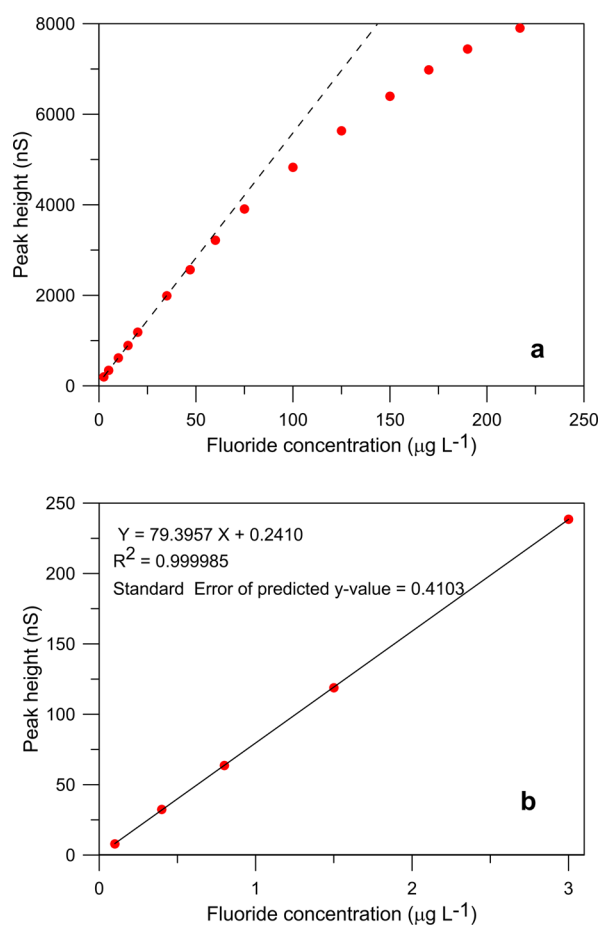 8000
6000
4000
2000
0
Peak height (nS)
a
0 50 100 150 200 250
Fluoride concentration (μg L-1)
250
200
150
100
50
0
Peak height (nS)
Y = 79.3957 X + 0.2410
R2 = 0.999985
Standard Error of predicted y-value = 0.4103
b
0 1 2 3
Fluoride concentration (μg L-1)